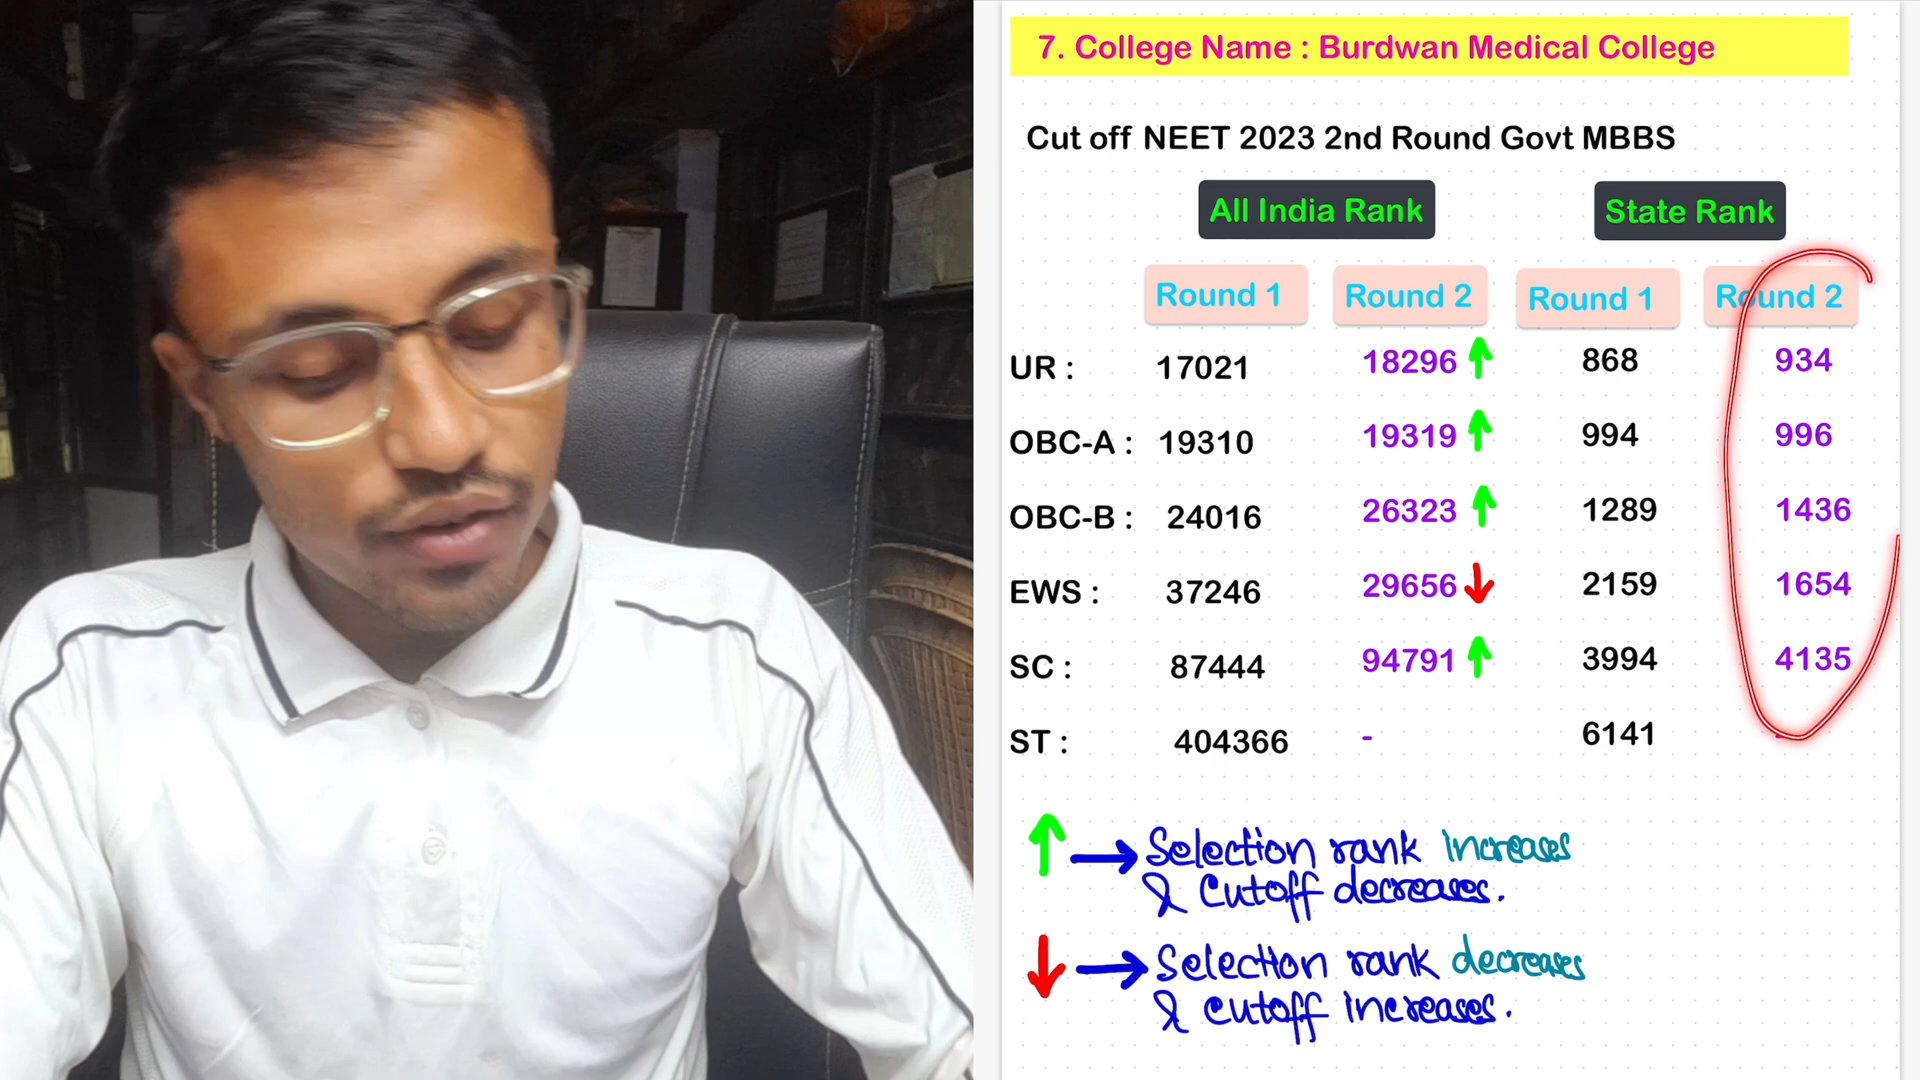 7. College Name : Burdwan Medical College
Cut off NEET 2023 2nd Round Govt MBBS
All India Rank State Rank
Round 1 Round 2 Round 1 Round 2
UR : 17021 18296 868 934
OBC-A : 19310 19319 994 996
OBC-B : 24016 26323 1289 1436
EWS : 37246 29656 2159 1654
SC : 87444 94791 3994 4135
ST : 404366 - 6141 -
Selection rank increases
& cutoff decreases.
Selection rank decreases
& cutoff increases.